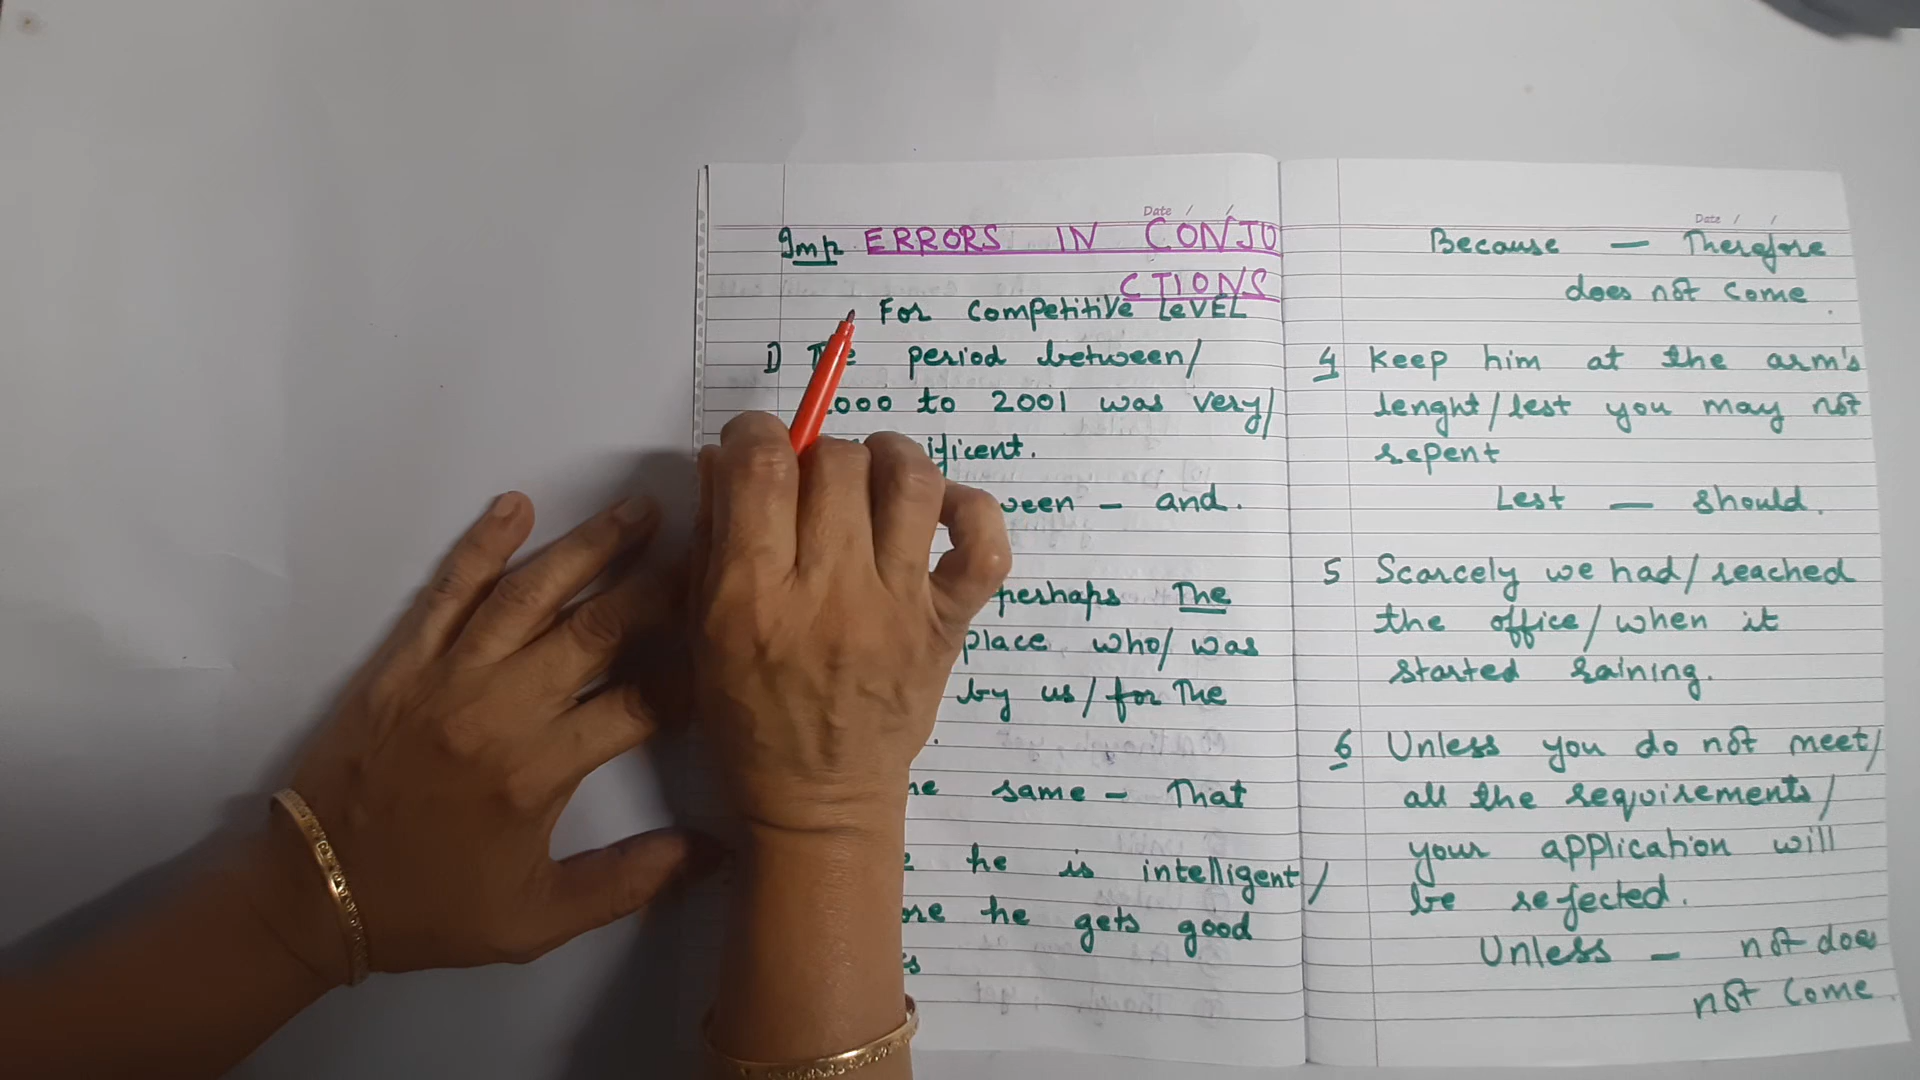 Imp ERRORS IN CONJU
CTIONS
For Competitive LeVEL
1) The period between/
2000 to 2001 was very/
ificent.
ween – and.
perhaps The
place who/ was
by us/ for The
same – That
he is intelligent/
he gets good
Date / /
Because — Therefore
does not come
4 Keep him at the arm's
lenght/lest you may not
repent
Lest — should.
5 Scarcely we had/ reached
the office/ when it
started raining.
6 Unless you do not meet/
all the requirements/
your application will
be rejected.
Unless – not does
not come.
Date / /